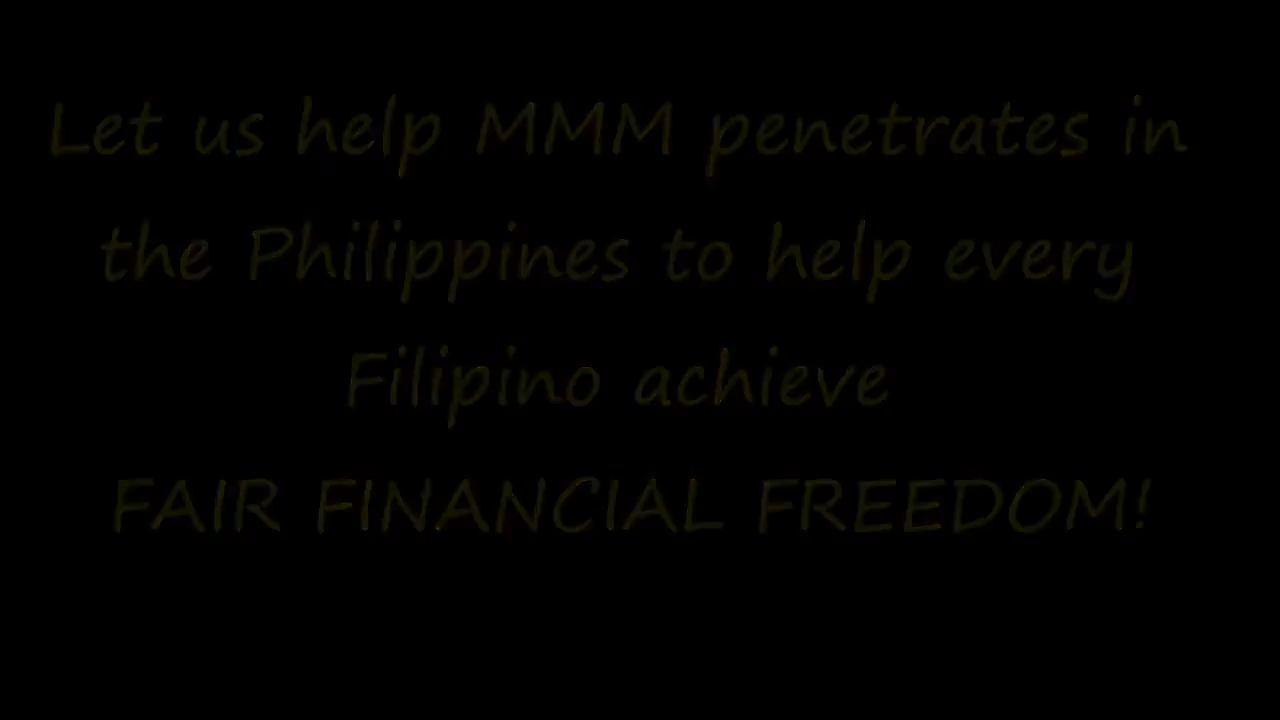 Let us help MMM penetrates in
the Philippines to help every
Filipino achieve
FAIR FINANCIAL FREEDOM!